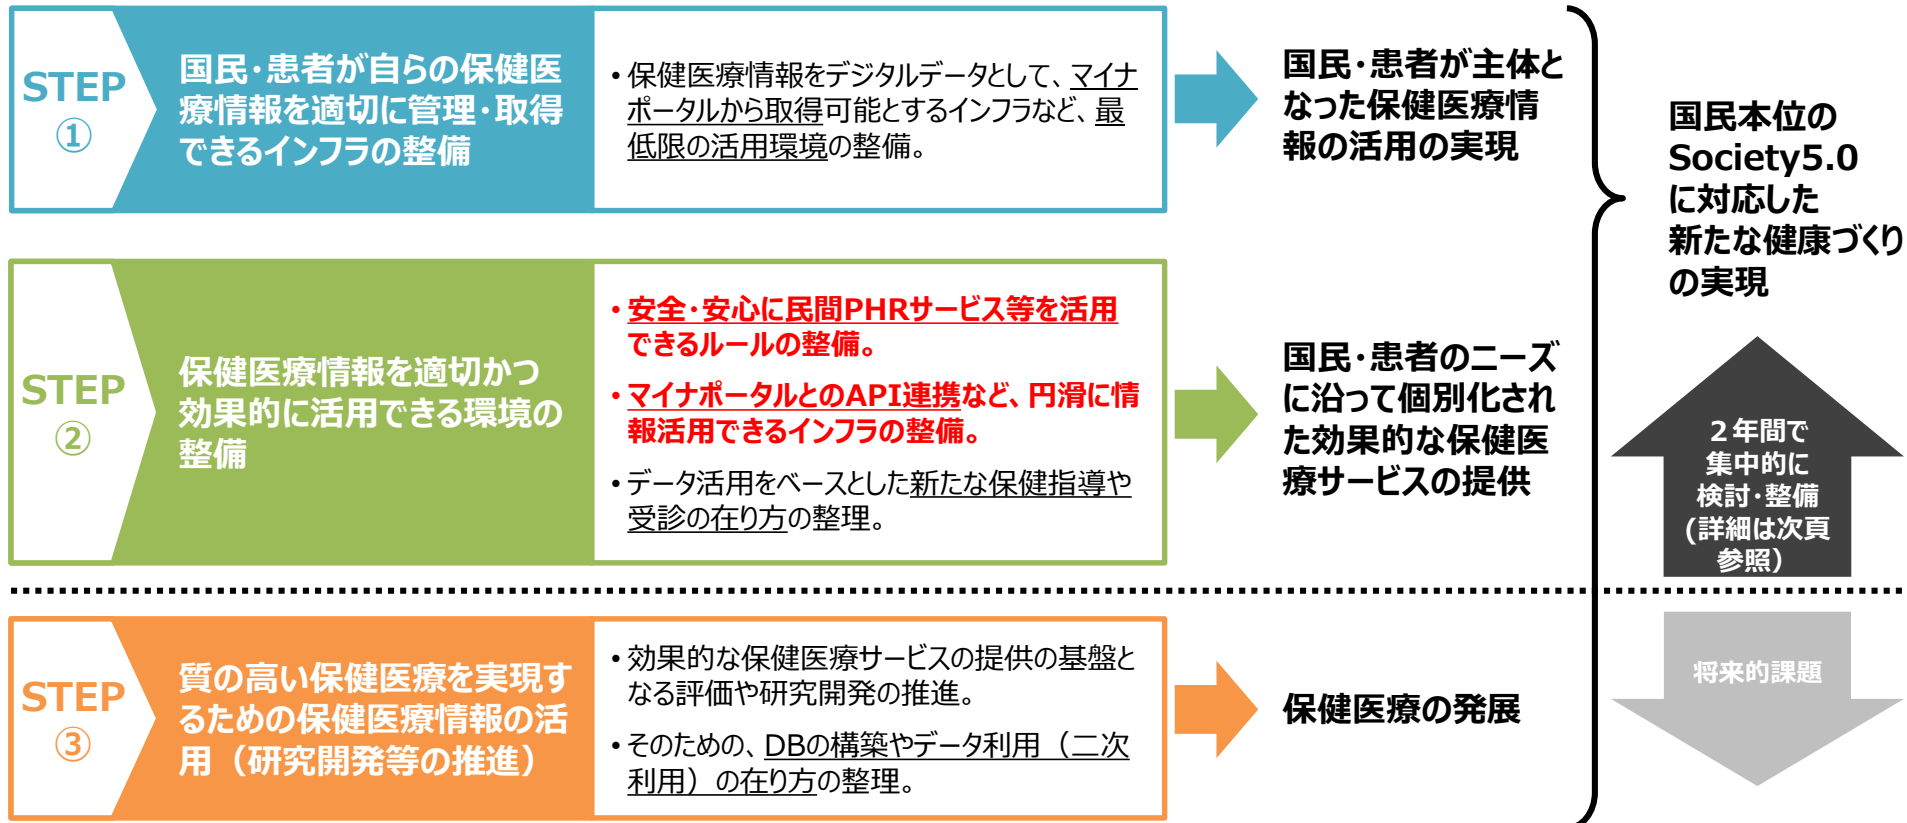 STEP
①
国民・患者が自らの保健医
療情報を適切に管理・取得
できるインフラの整備
• 保健医療情報をデジタルデータとして、マイナ
ポータルから取得可能とするインフラなど、最
低限の活用環境の整備。
国民・患者が主体と
なった保健医療情
報の活用の実現
STEP
②
保健医療情報を適切かつ
効果的に活用できる環境の
整備
• 安全・安心に民間PHRサービス等を活用
できるルールの整備。
• マイナポータルとのAPI連携など、円滑に情
報活用できるインフラの整備。
• データ活用をベースとした新たな保健指導や
受診の在り方の整理。
国民・患者のニーズ
に沿って個別化され
た効果的な保健医
療サービスの提供
STEP
③
質の高い保健医療を実現す
るための保健医療情報の活
用（研究開発等の推進）
• 効果的な保健医療サービスの提供の基盤と
なる評価や研究開発の推進。
• そのための、DBの構築やデータ利用（二次
利用）の在り方の整理。
保健医療の発展
国民本位の
Society5.0
に対応した
新たな健康づくり
の実現
２年間で
集中的に
検討・整備
(詳細は次頁
参照）
将来的課題